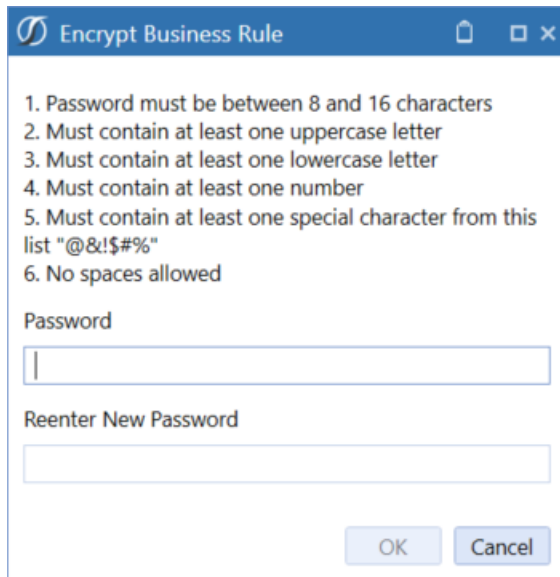 Encrypt Business Rule
1. Password must be between 8 and 16 characters
2. Must contain at least one uppercase letter
3. Must contain at least one lowercase letter
4. Must contain at least one number
5. Must contain at least one special character from this
list "@&!$#%"
6. No spaces allowed
Password
Reenter New Password
OK
Cancel